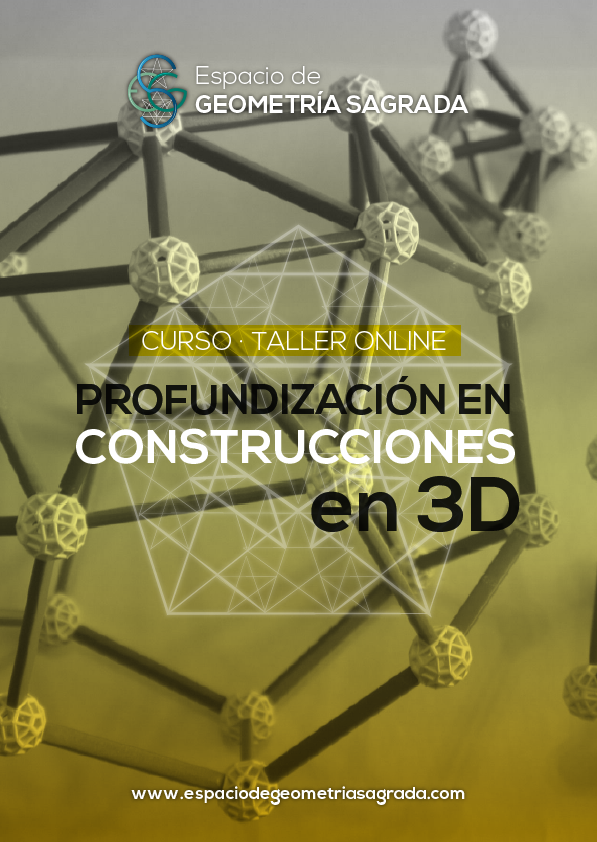 Espacio de
GEOMETRÍA SAGRADA
CURSO · TALLER ONLINE
PROFUNDIZACIÓN EN
CONSTRUCCIONES
en 3D
www.espaciodegeometriasagrada.com